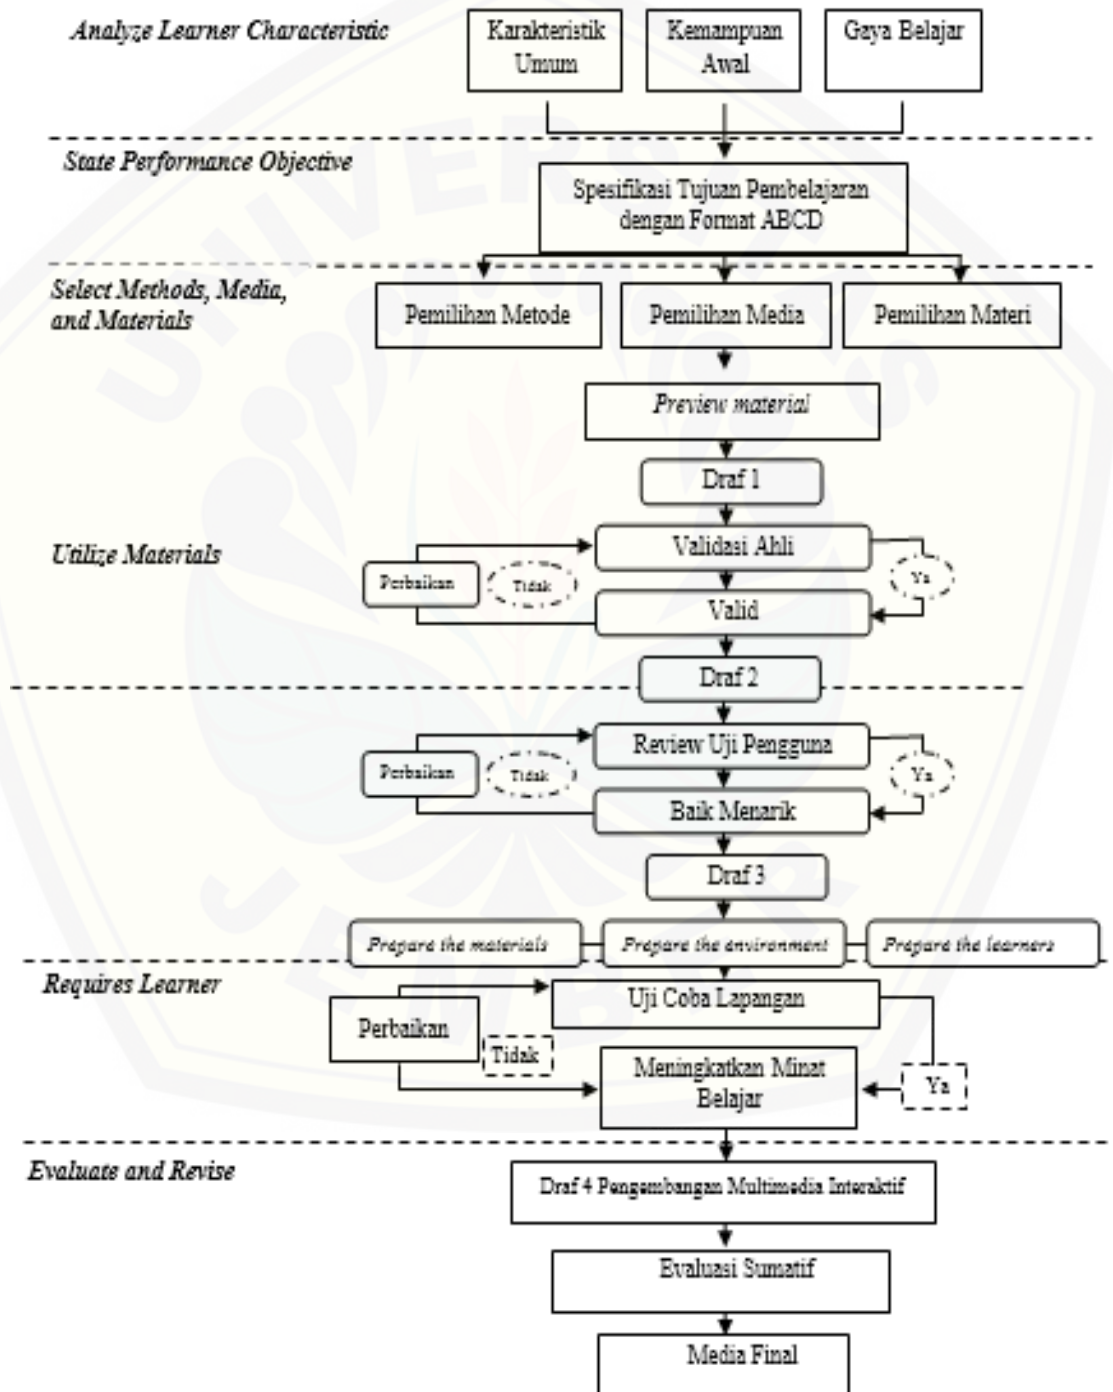 Analyze Learner Characteristic
Karakteristik
Umum
Kemampuan
Awal
Gaya Belajar
State Performance Objective
Spesifikasi Tujuan Pembelajaran
dengan Format ABCD
Select Methods, Media,
and Materials
Pemilihan Metode
Pemilihan Media
Pemilihan Materi
Preview material
Draf 1
Utilize Materials
Validasi Ahli
Perbaikan
Tidak
Ya
Valid
Draf 2
Review Uji Pengguna
Perbaikan
Tidak
Ya
Baik Menarik
Draf 3
Prepare the materials
Prepare the environment
Prepare the learners
Requires Learner
Uji Coba Lapangan
Perbaikan
Tidak
Meningkatkan Minat
Belajar
Ya
Evaluate and Revise
Draf 4 Pengembangan Multimedia Interaktif
Evaluasi Sumatif
Media Final
UNIVERSITAS
JEMBER